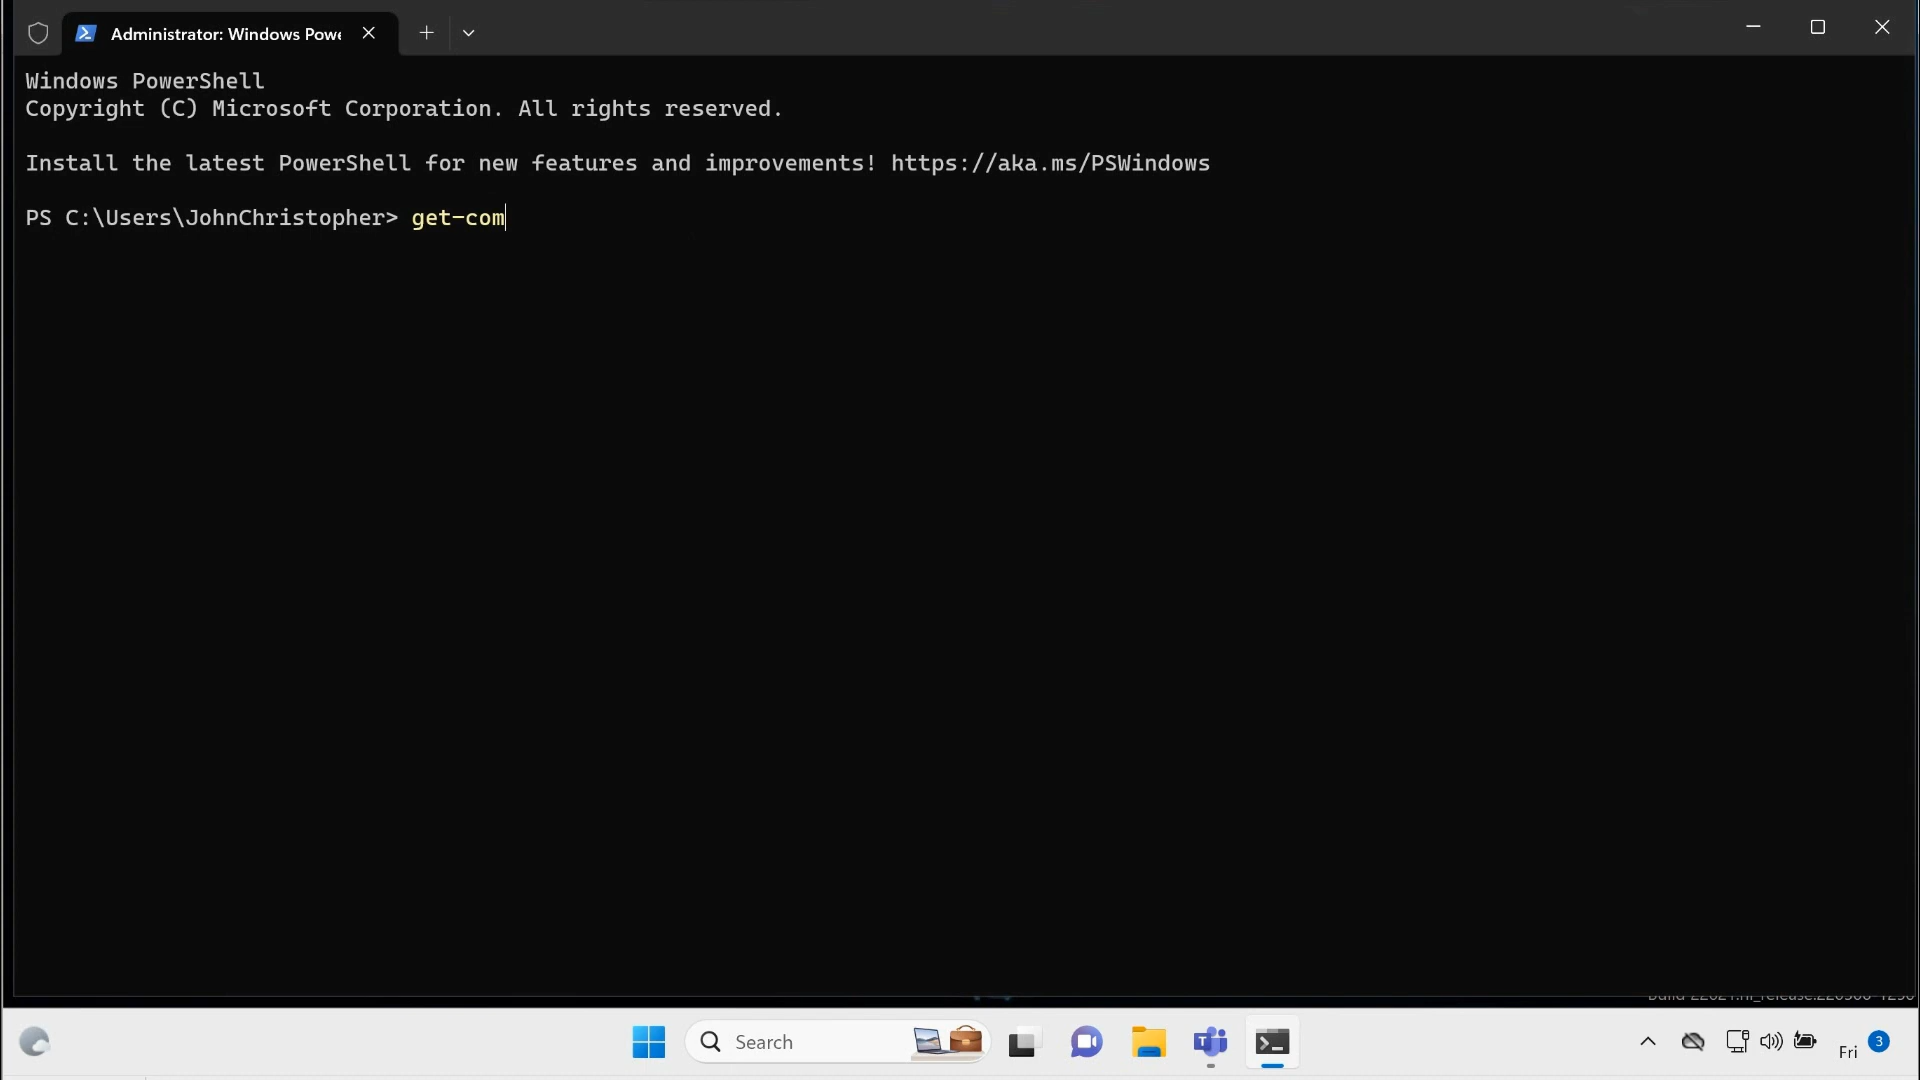 Administrator: Windows Powe
Windows PowerShell
Copyright (C) Microsoft Corporation. All rights reserved.
Install the latest PowerShell for new features and improvements! https://aka.ms/PSWindows
PS C:\Users\JohnChristopher> get-com
Search
Fri
3